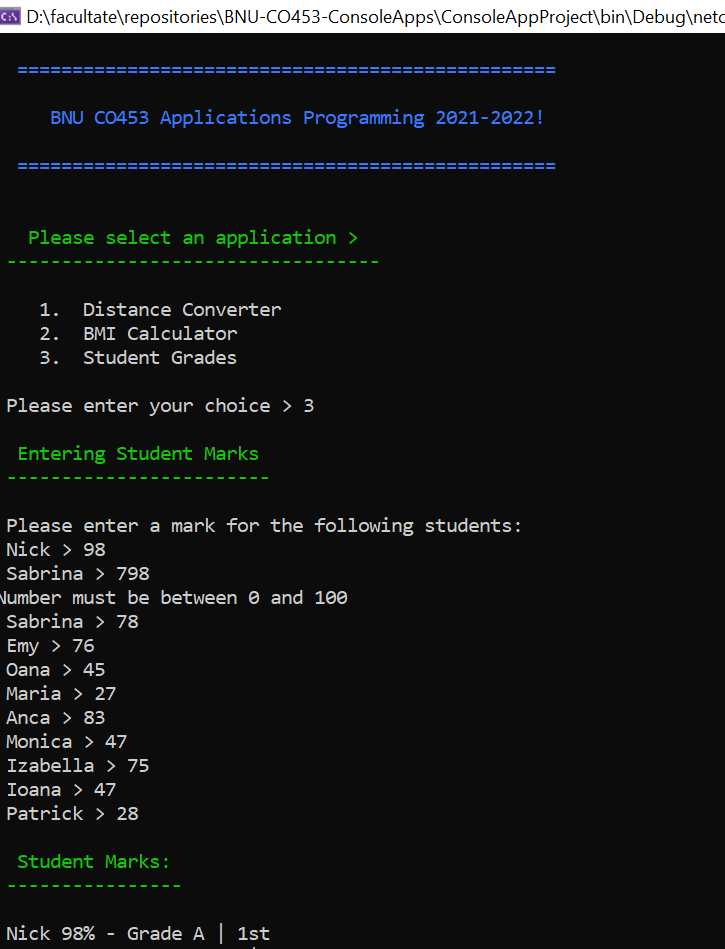 C:\ D:\facultate\repositories\BNU-CO453-ConsoleApps\ConsoleAppProject\bin\Debug\netc
=================================================
BNU CO453 Applications Programming 2021-2022!
=================================================
Please select an application >
----------------------------------
1. Distance Converter
2. BMI Calculator
3. Student Grades
Please enter your choice > 3
Entering Student Marks
------------------------
Please enter a mark for the following students:
Nick > 98
Sabrina > 798
Number must be between 0 and 100
Sabrina > 78
Emy > 76
Oana > 45
Maria > 27
Anca > 83
Monica > 47
Izabella > 75
Ioana > 47
Patrick > 28
Student Marks:
----------------
Nick 98% - Grade A | 1st